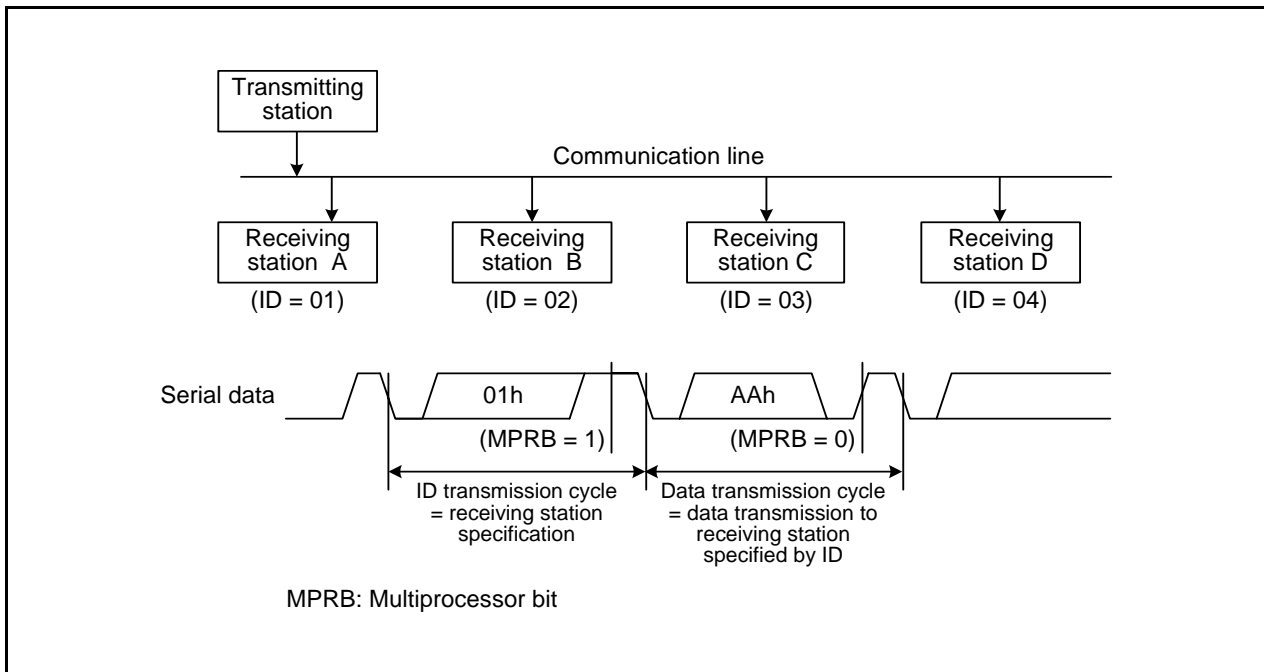 Transmitting
station
Communication line
Receiving
station A
(ID = 01)
Receiving
station B
(ID = 02)
Receiving
station C
(ID = 03)
Receiving
station D
(ID = 04)
Serial data
01h
AAh
(MPRB = 1)
(MPRB = 0)
ID transmission cycle
= receiving station
specification
Data transmission cycle
= data transmission to
receiving station
specified by ID
MPRB: Multiprocessor bit